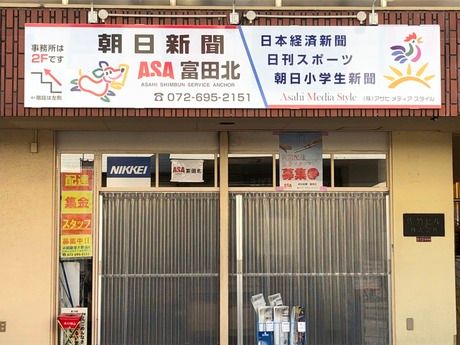 事務所は
2Fです
朝日新聞
ASA 富田北
ASAHI SHIMBUN SERVICE ANCHOR
☎ 072-695-2151
日本経済新聞
日刊スポーツ
朝日小学生新聞
Asahi Media Style (株)アサヒ メディア スタイル
NIKKEI
ASA 富田北
募集
配達
集金
スタッフ
募集中!